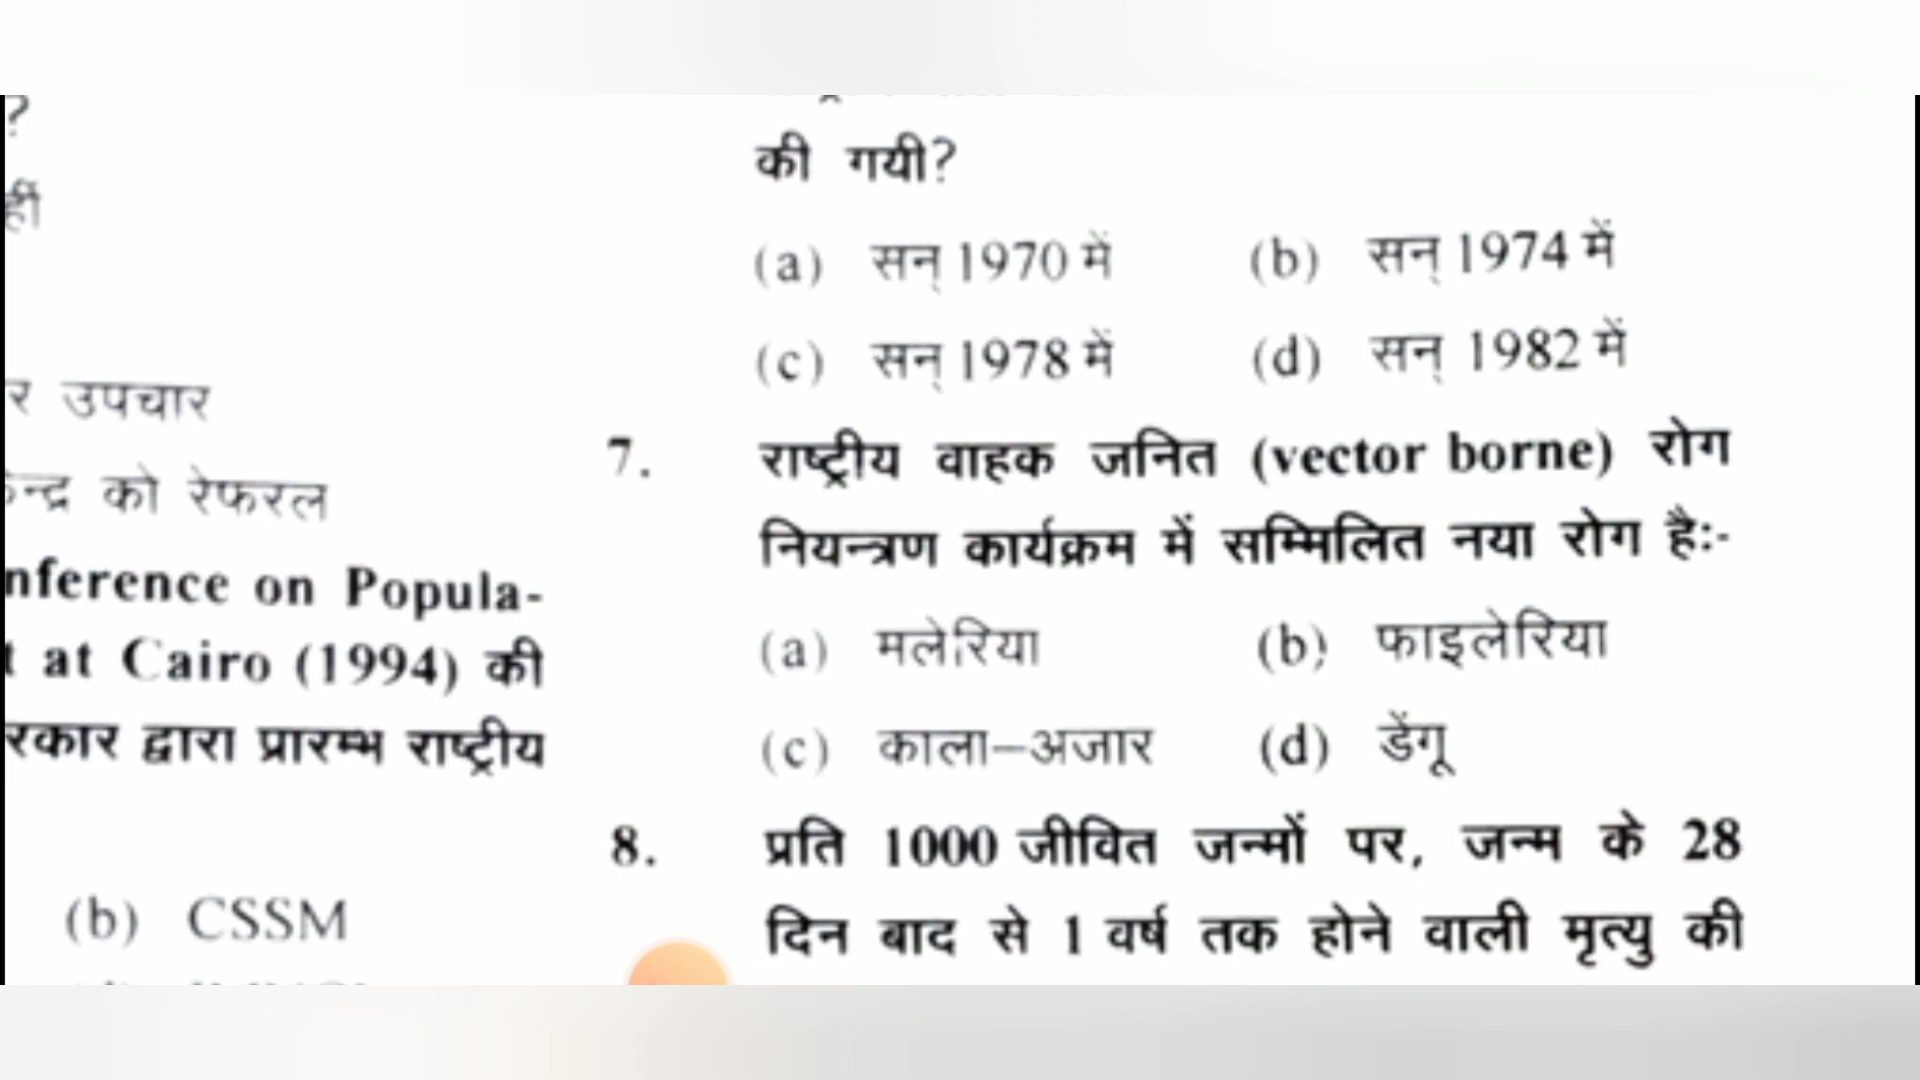 ?
हीं
र उपचार
न्द्र को रेफरल
nference on Popula-
t at Cairo (1994) की
रकार द्वारा प्रारम्भ राष्ट्रीय
(b) CSSM
की गयी?
(a) सन् 1970 में (b) सन् 1974 में
(c) सन् 1978 में (d) सन् 1982 में
7. राष्ट्रीय वाहक जनित (vector borne) रोग
नियन्त्रण कार्यक्रम में सम्मिलित नया रोग है:-
(a) मलेरिया (b) फाइलेरिया
(c) काला-अजार (d) डेंगू
8. प्रति 1000 जीवित जन्मों पर, जन्म के 28
दिन बाद से 1 वर्ष तक होने वाली मृत्यु की